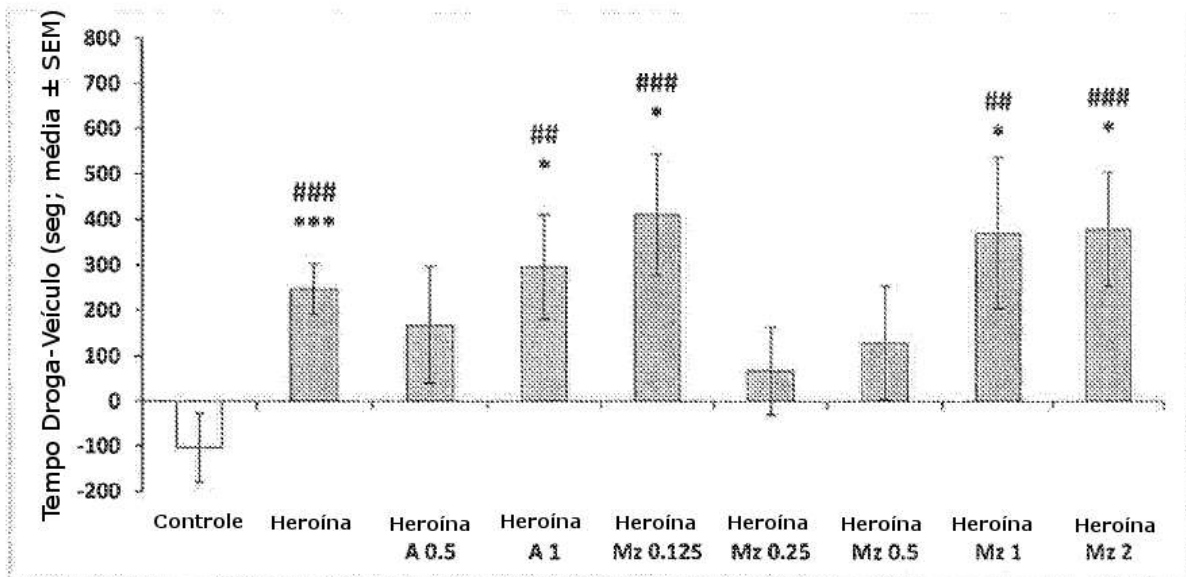 Tempo Droga-Veículo (seg; média ± SEM)
800
700
600
500
400
300
200
100
0
-100
-200
###
***
##
*
###
*
##
*
###
*
Controle
Heroína
Heroína
A 0.5
Heroína
A 1
Heroína
Mz 0.125
Heroína
Mz 0.25
Heroína
Mz 0.5
Heroína
Mz 1
Heroína
Mz 2